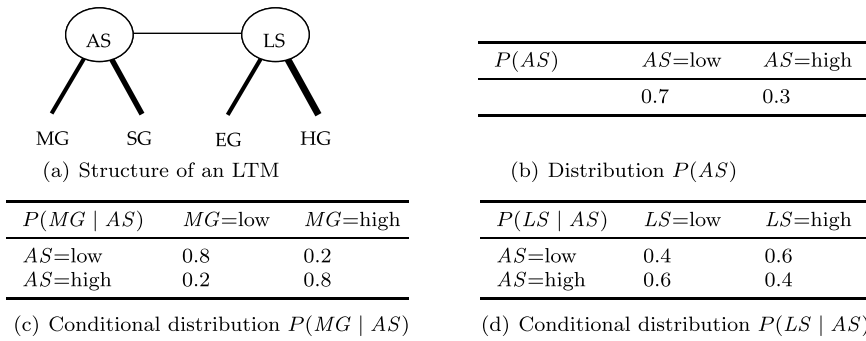 AS LS
MG SG EG HG
(a) Structure of an LTM
P(AS) AS=low AS=high
0.7 0.3
(b) Distribution P(AS)
P(MG | AS) MG=low MG=high
AS=low 0.8 0.2
AS=high 0.2 0.8
(c) Conditional distribution P(MG | AS)
P(LS | AS) LS=low LS=high
AS=low 0.4 0.6
AS=high 0.6 0.4
(d) Conditional distribution P(LS | AS)